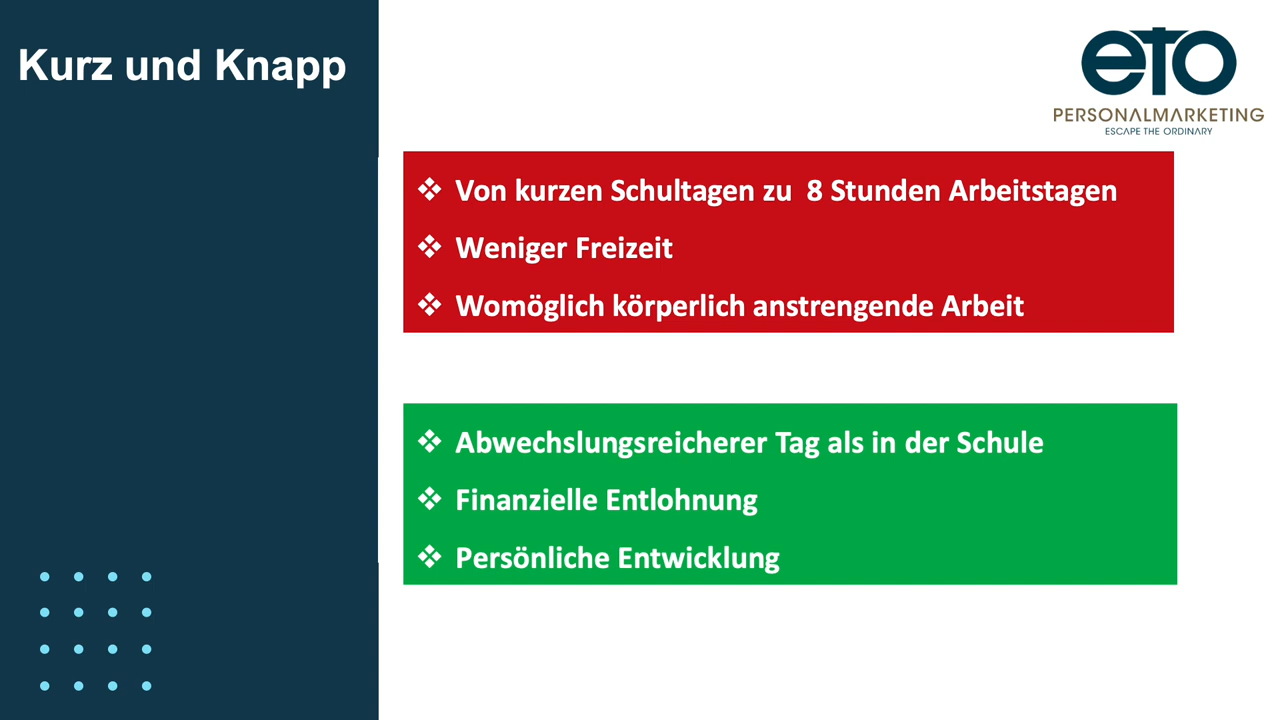 Kurz und Knapp
eTO
PERSONALMARKETING
ESCAPE THE ORDINARY
❖ Von kurzen Schultagen zu  8 Stunden Arbeitstagen
❖ Weniger Freizeit
❖ Womöglich körperlich anstrengende Arbeit
❖ Abwechslungsreicherer Tag als in der Schule
❖ Finanzielle Entlohnung
❖ Persönliche Entwicklung